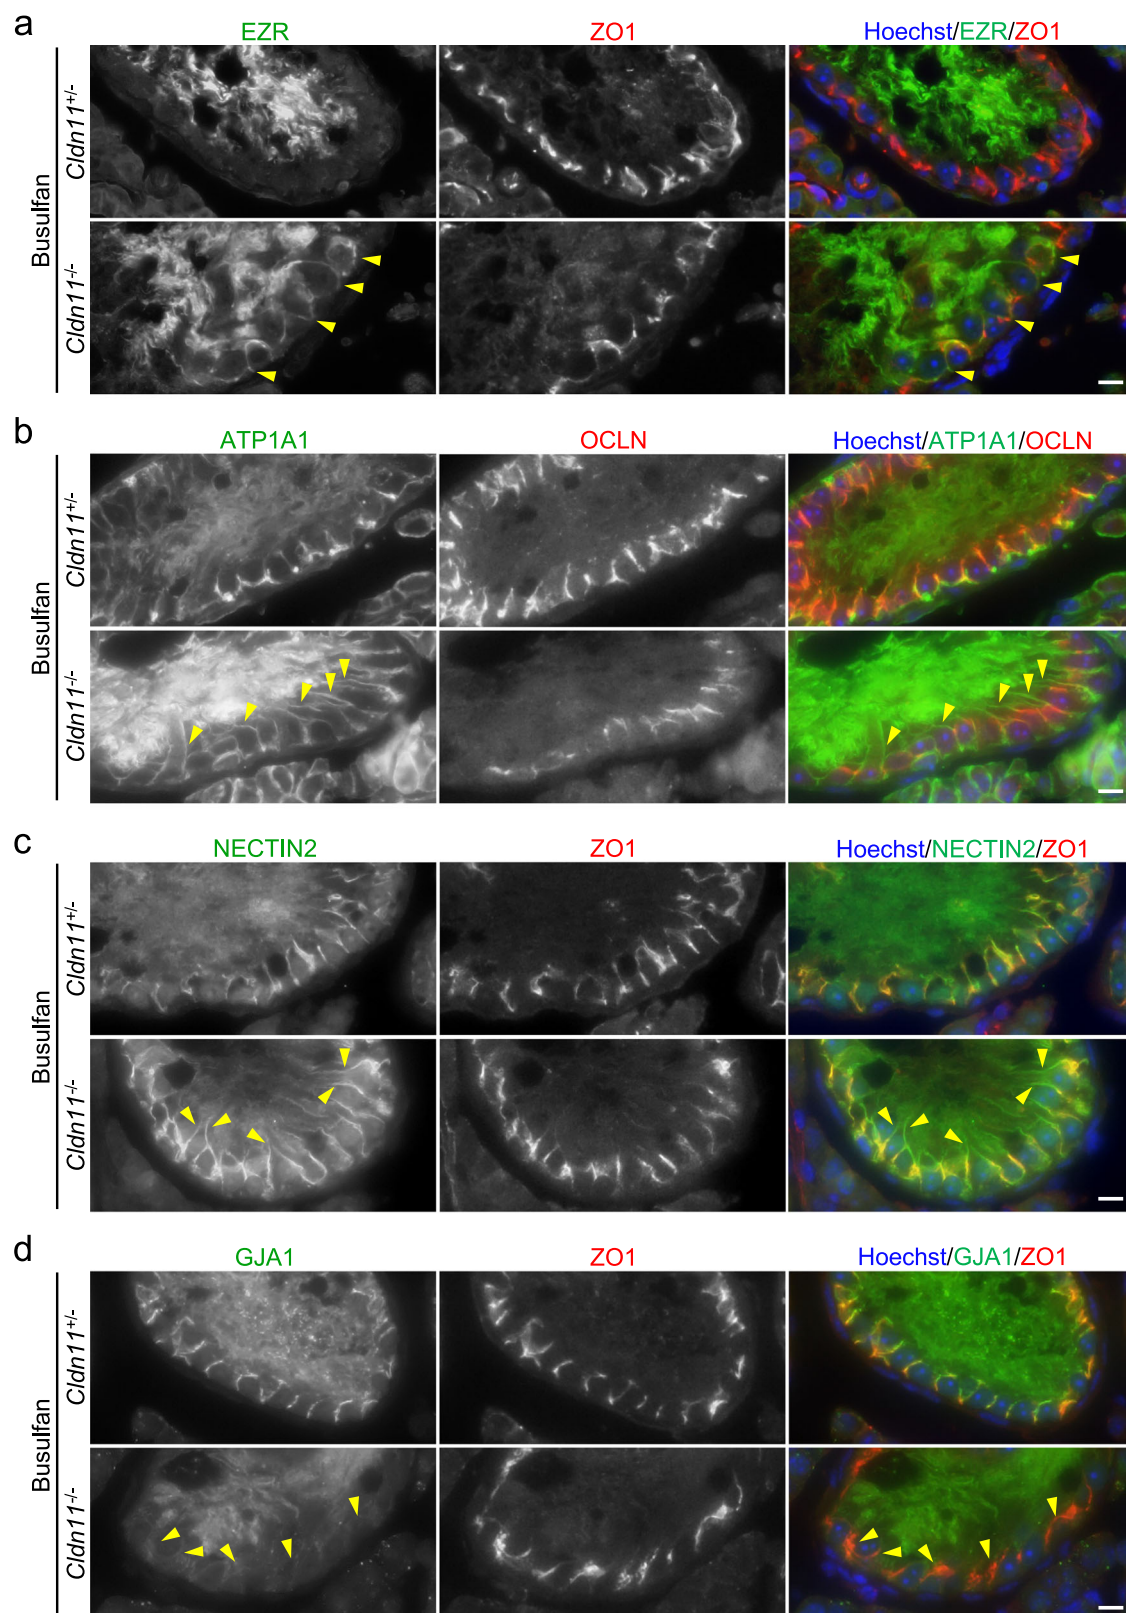 a
EZR ZO1 Hoechst/EZR/ZO1
Busulfan
Cldn11+/-
Cldn11-/-
b
ATP1A1 OCLN Hoechst/ATP1A1/OCLN
Busulfan
Cldn11+/-
Cldn11-/-
c
NECTIN2 ZO1 Hoechst/NECTIN2/ZO1
Busulfan
Cldn11+/-
Cldn11-/-
d
GJA1 ZO1 Hoechst/GJA1/ZO1
Busulfan
Cldn11+/-
Cldn11-/-